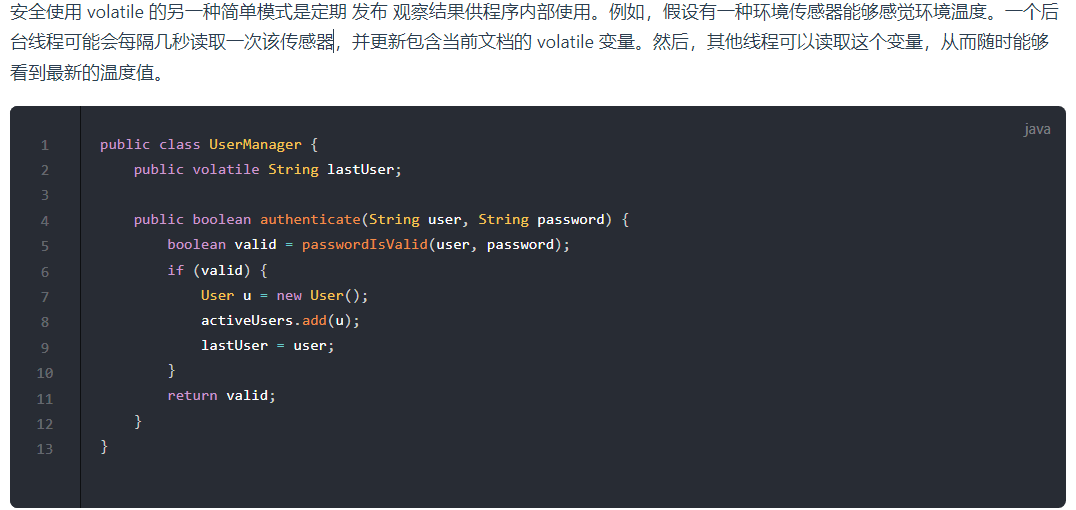 安全使用 volatile 的另一种简单模式是定期 发布 观察结果供程序内部使用。例如，假设有一种环境传感器能够感觉环境温度。一个后
台线程可能会每隔几秒读取一次该传感器，并更新包含当前文档的 volatile 变量。然后，其他线程可以读取这个变量，从而随时能够
看到最新的温度值。
java
1 public class UserManager {
2     public volatile String lastUser;
3
4     public boolean authenticate(String user, String password) {
5         boolean valid = passwordIsValid(user, password);
6         if (valid) {
7             User u = new User();
8             activeUsers.add(u);
9             lastUser = user;
10         }
11         return valid;
12     }
13 }